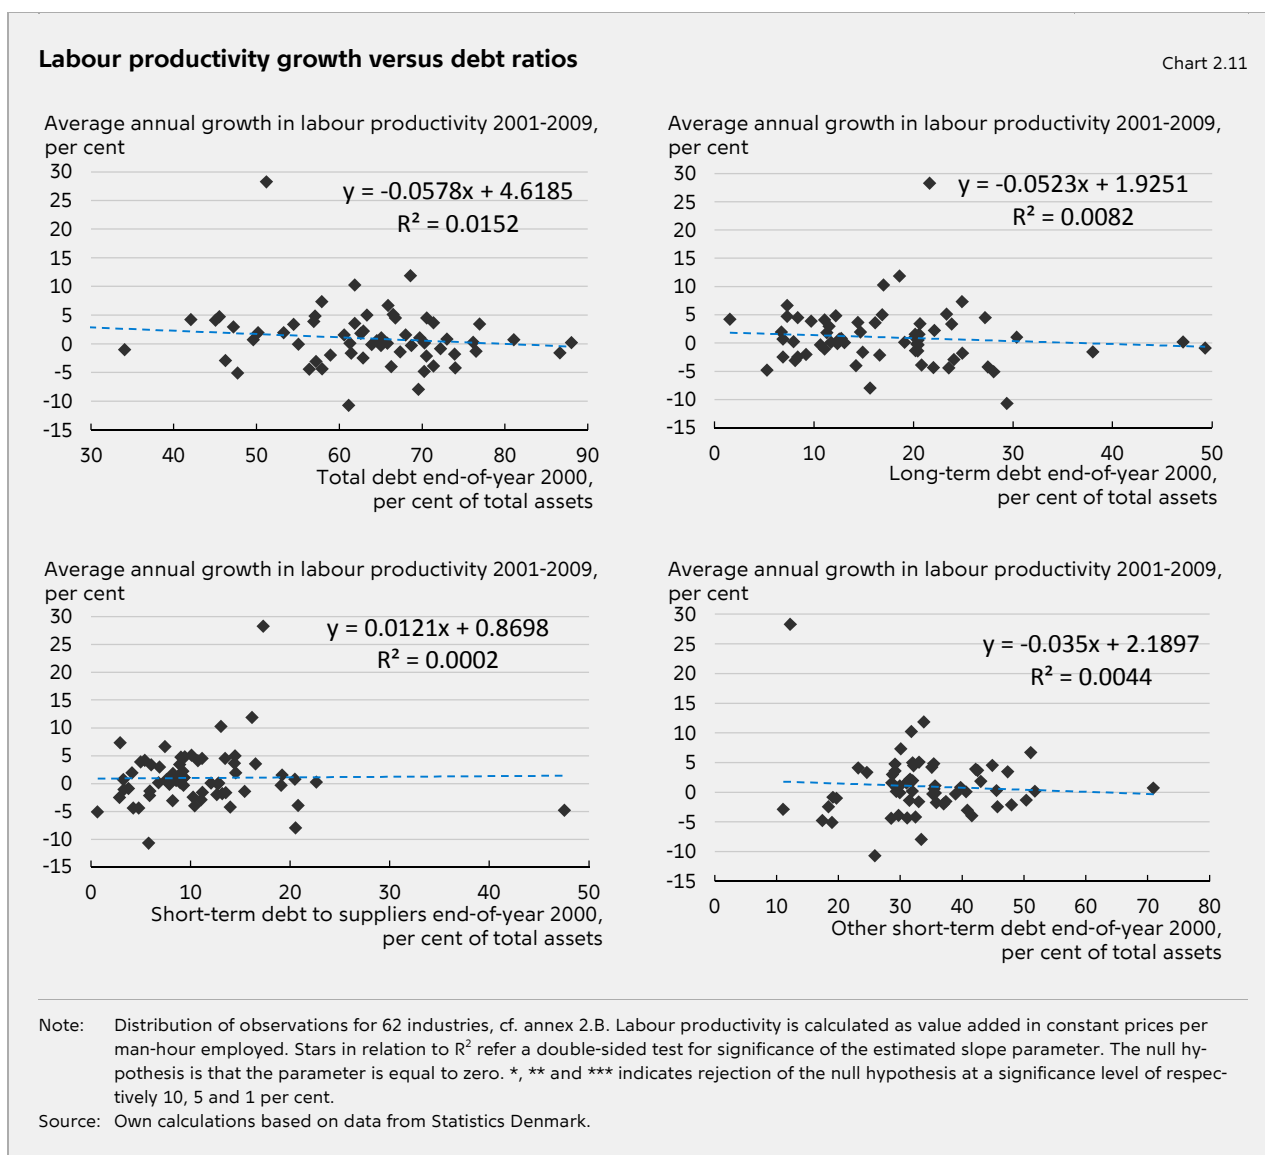 Labour productivity growth versus debt ratios
Chart 2.11
Average annual growth in labour productivity 2001-2009,
per cent
30
25
20
15
10
5
0
-5
-10
-15
y = -0.0578x + 4.6185
R² = 0.0152
30 40 50 60 70 80 90
Total debt end-of-year 2000,
per cent of total assets
Average annual growth in labour productivity 2001-2009,
per cent
30
25
20
15
10
5
0
-5
-10
-15
y = -0.0523x + 1.9251
R² = 0.0082
0 10 20 30 40 50
Long-term debt end-of-year 2000,
per cent of total assets
Average annual growth in labour productivity 2001-2009,
per cent
30
25
20
15
10
5
0
-5
-10
-15
y = 0.0121x + 0.8698
R² = 0.0002
0 10 20 30 40 50
Short-term debt to suppliers end-of-year 2000,
per cent of total assets
Average annual growth in labour productivity 2001-2009,
per cent
30
25
20
15
10
5
0
-5
-10
-15
y = -0.035x + 2.1897
R² = 0.0044
0 10 20 30 40 50 60 70 80
Other short-term debt end-of-year 2000,
per cent of total assets
Note: Distribution of observations for 62 industries, cf. annex 2.B. Labour productivity is calculated as value added in constant prices per
man-hour employed. Stars in relation to R² refer a double-sided test for significance of the estimated slope parameter. The null hy-
pothesis is that the parameter is equal to zero. *, ** and *** indicates rejection of the null hypothesis at a significance level of respec-
tively 10, 5 and 1 per cent.
Source: Own calculations based on data from Statistics Denmark.